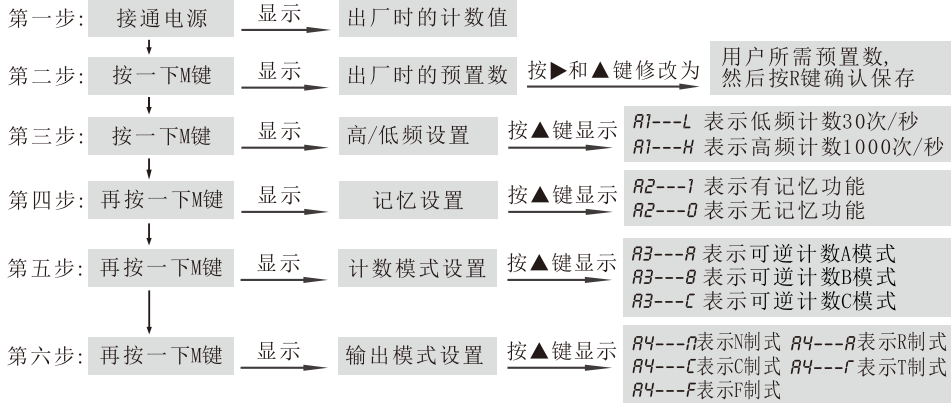 第一步: 接通电源 显示 出厂时的计数值
第二步: 按一下M键 显示 出厂时的预置数 按▶和▲键修改为 用户所需预置数,
然后按R键确认保存
第三步: 按一下M键 显示 高/低频设置 按▲键显示 A1---L 表示低频计数30次/秒
A1---H 表示高频计数1000次/秒
第四步: 再按一下M键 显示 记忆设置 按▲键显示 A2---1 表示有记忆功能
A2---0 表示无记忆功能
第五步: 再按一下M键 显示 计数模式设置 按▲键显示 A3---A 表示可逆计数A模式
A3---8 表示可逆计数B模式
A3---C 表示可逆计数C模式
第六步: 再按一下M键 显示 输出模式设置 按▲键显示 A4---n表示N制式 A4---A表示R制式
A4---C表示C制式 A4---r表示T制式
A4---F表示F制式